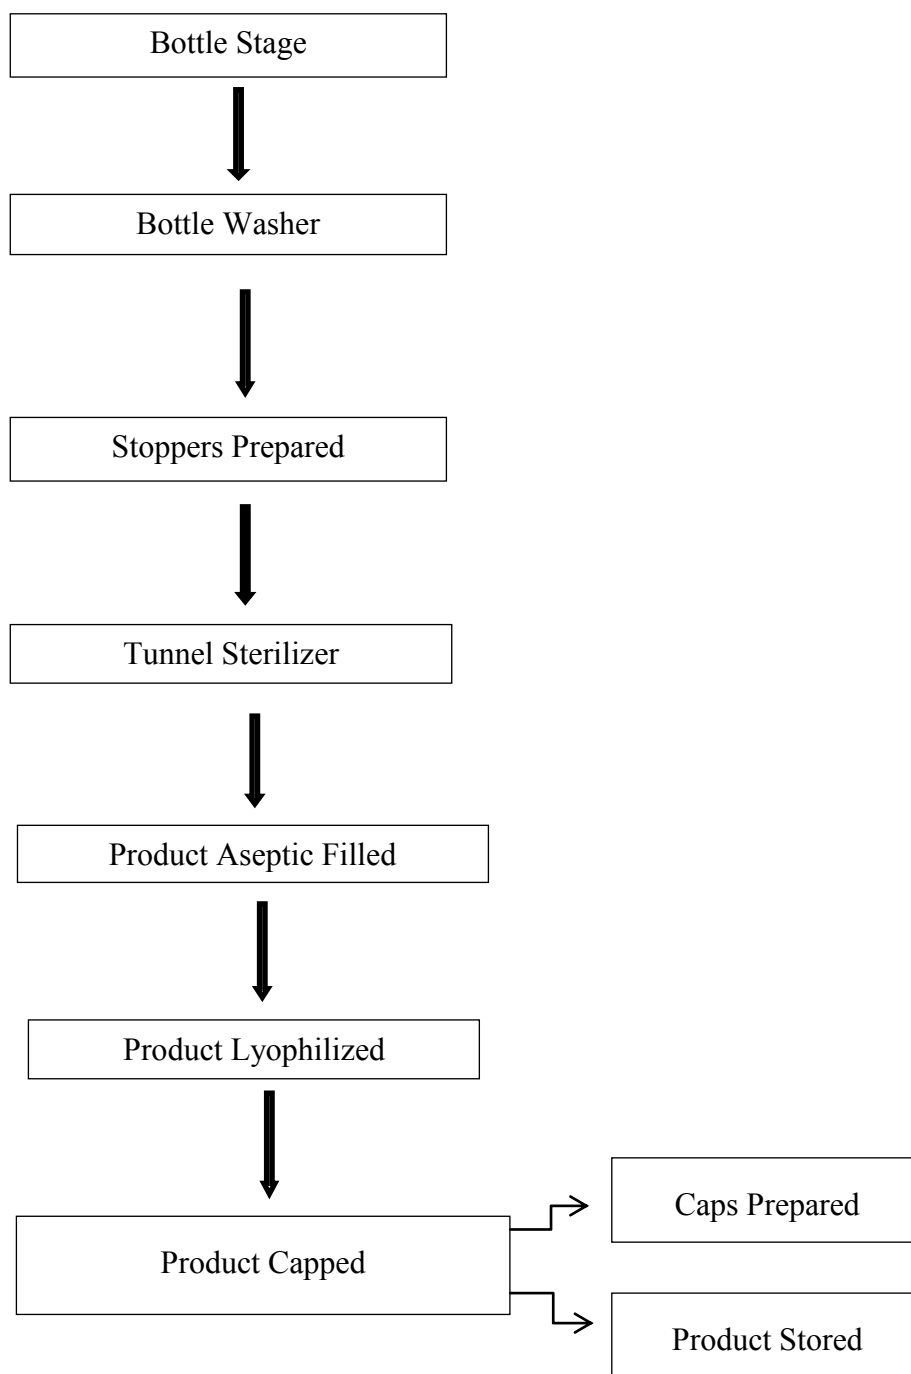 Bottle Stage
Bottle Washer
Stoppers Prepared
Tunnel Sterilizer
Product Aseptic Filled
Product Lyophilized
Product Capped
Caps Prepared
Product Stored